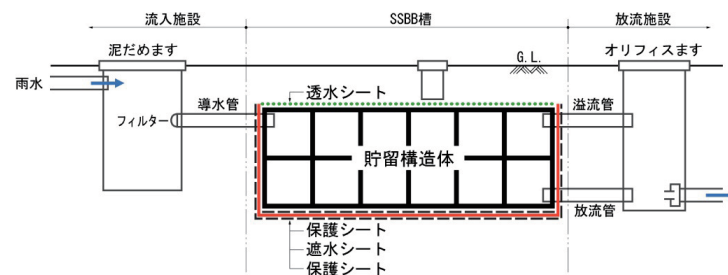 流入施設
SSBB槽
放流施設
泥だめます
G.L.
オリフィスます
雨水
透水シート
導水管
溢流管
フィルター
貯留構造体
放流管
保護シート
遮水シート
保護シート